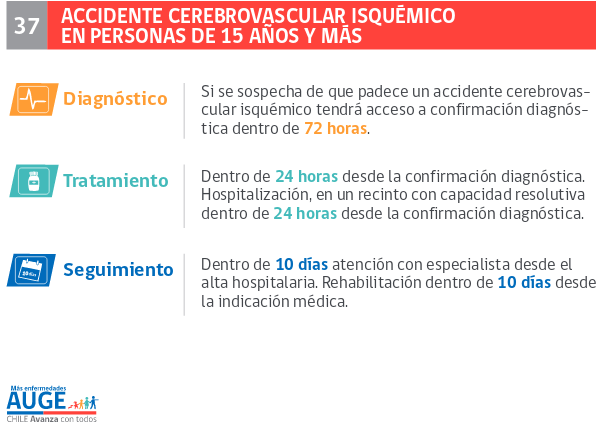 37
ACCIDENTE CEREBROVASCULAR ISQUÉMICO
EN PERSONAS DE 15 AÑOS Y MÁS
Diagnóstico
Si se sospecha de que padece un accidente cerebrovas-
cular isquémico tendrá acceso a confirmación diagnós-
tica dentro de 72 horas.
Tratamiento
Dentro de 24 horas desde la confirmación diagnóstica.
Hospitalización, en un recinto con capacidad resolutiva
dentro de 24 horas desde la confirmación diagnóstica.
Seguimiento
Dentro de 10 días atención con especialista desde el
alta hospitalaria. Rehabilitación dentro de 10 días desde
la indicación médica.
Más enfermedades
AUGE
CHILE Avanza con todos